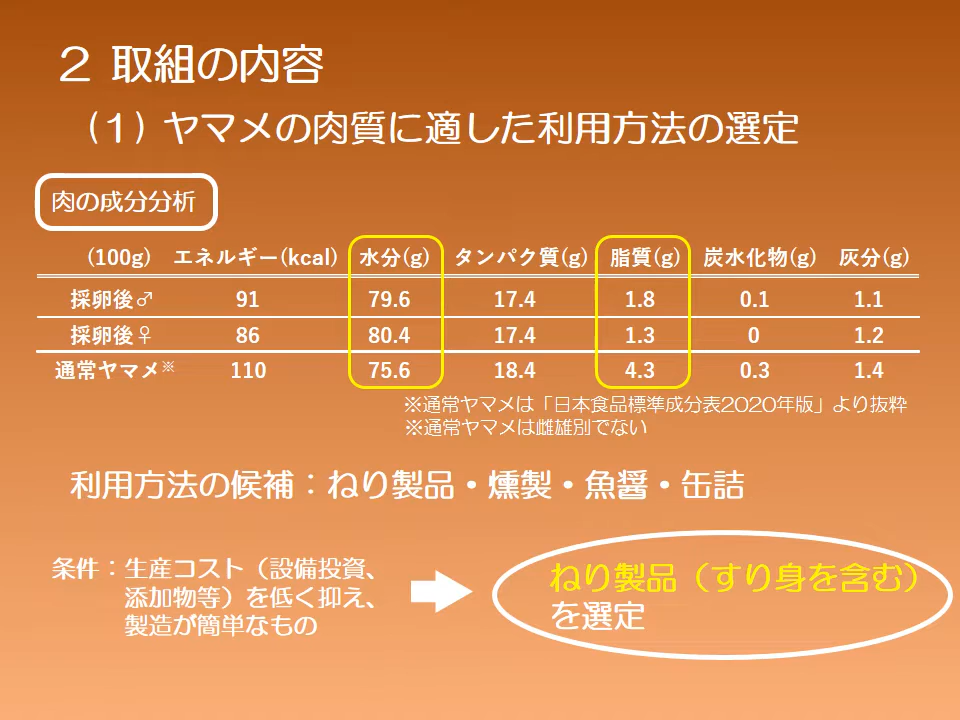 2 取組の内容
(1) ヤマメの肉質に適した利用方法の選定
肉の成分分析
(100g) エネルギー(kcal) 水分(g) タンパク質(g) 脂質(g) 炭水化物(g) 灰分(g)
採卵後♂ 91 79.6 17.4 1.8 0.1 1.1
採卵後♀ 86 80.4 17.4 1.3 0 1.2
通常ヤマメ※ 110 75.6 18.4 4.3 0.3 1.4
※通常ヤマメは「日本食品標準成分表2020年版」より抜粋
※通常ヤマメは雌雄別でない
利用方法の候補：ねり製品・燻製・魚醤・缶詰
条件：生産コスト（設備投資、
添加物等）を低く抑え、
製造が簡単なもの
ねり製品（すり身を含む）
を選定